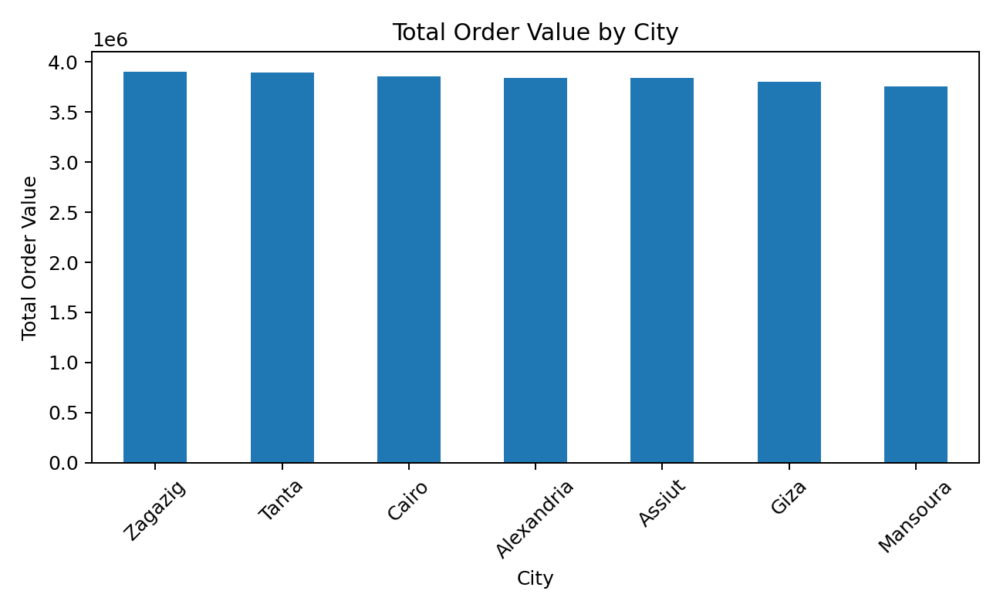 Total Order Value by City
1e6
4.0
3.5
3.0
2.5
2.0
1.5
1.0
0.5
0.0
Total Order Value
Zagazig
Tanta
Cairo
Alexandria
Assiut
Giza
Mansoura
City